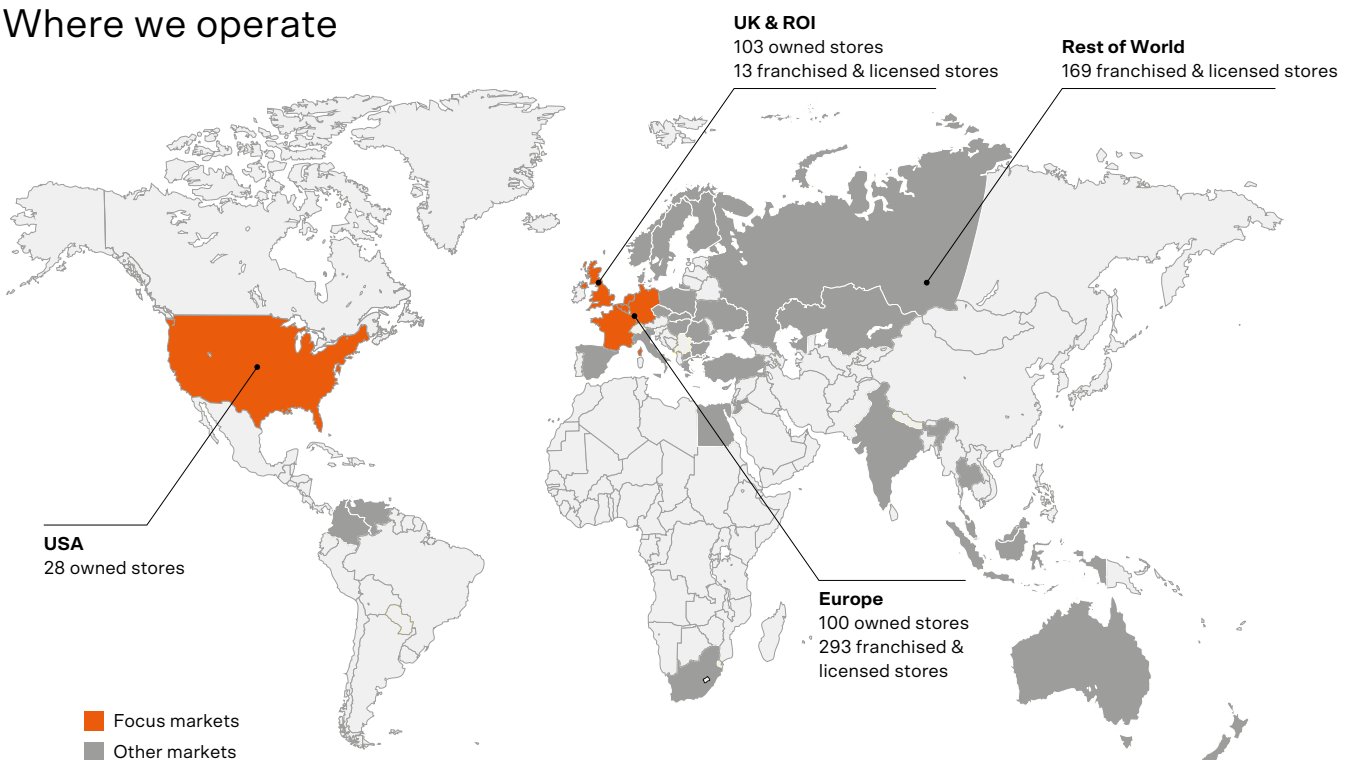 Where we operate
UK & ROI
103 owned stores
13 franchised & licensed stores
Rest of World
169 franchised & licensed stores
USA
28 owned stores
Europe
100 owned stores
293 franchised &
licensed stores
Focus markets
Other markets